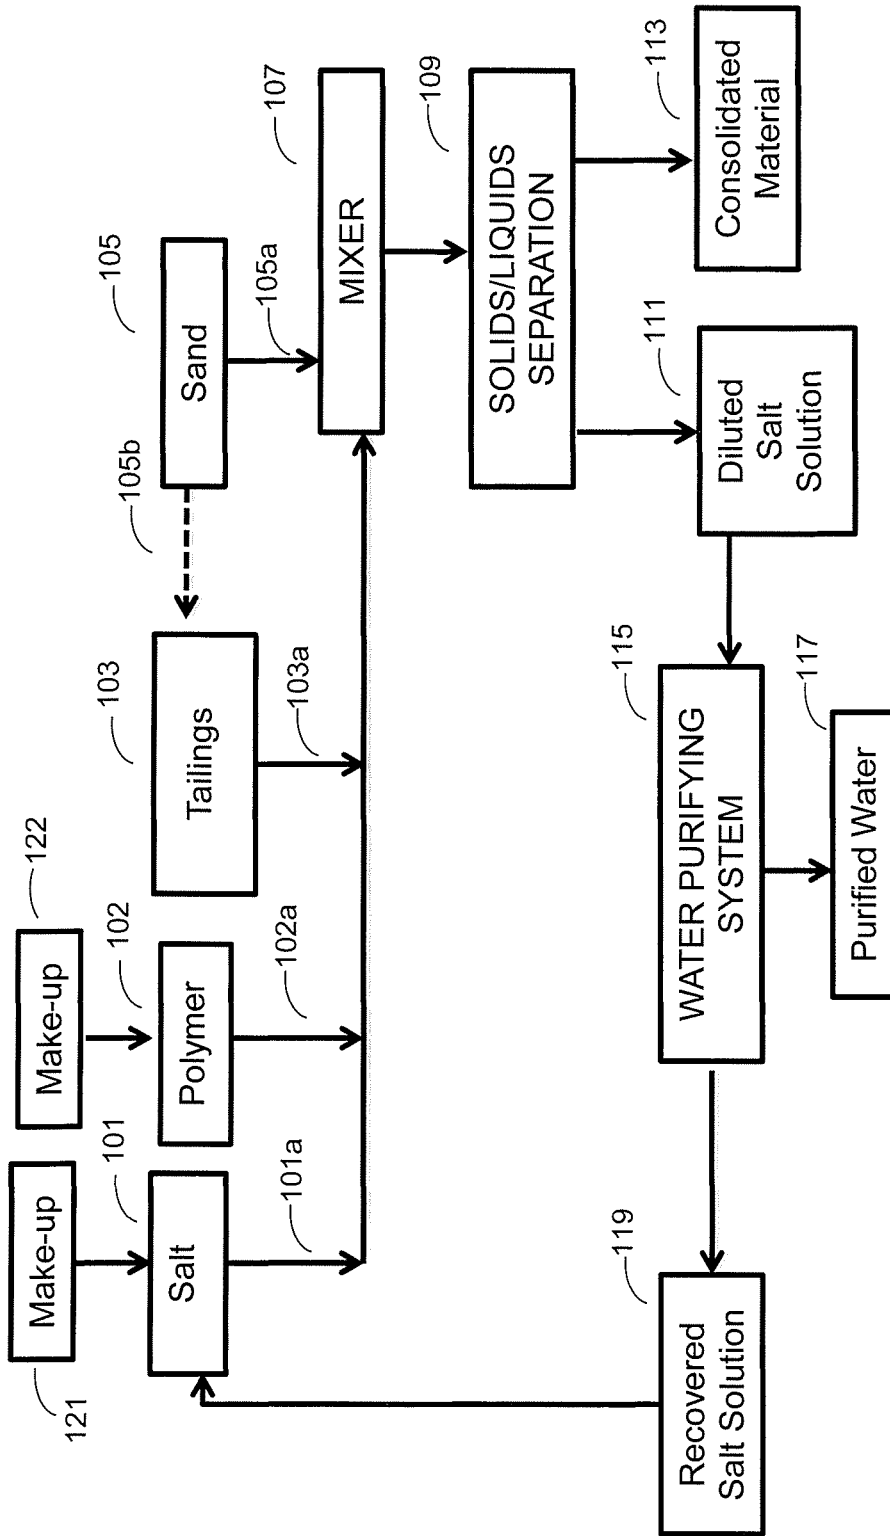 Make-up
121
Make-up
122
101
Salt
101a
102
Polymer
102a
103
Tailings
103a
105b
105
Sand
105a
107
MIXER
109
SOLIDS/LIQUIDS
SEPARATION
111
Diluted
Salt
Solution
113
Consolidated
Material
115
WATER PURIFYING
SYSTEM
117
Purified Water
119
Recovered
Salt Solution